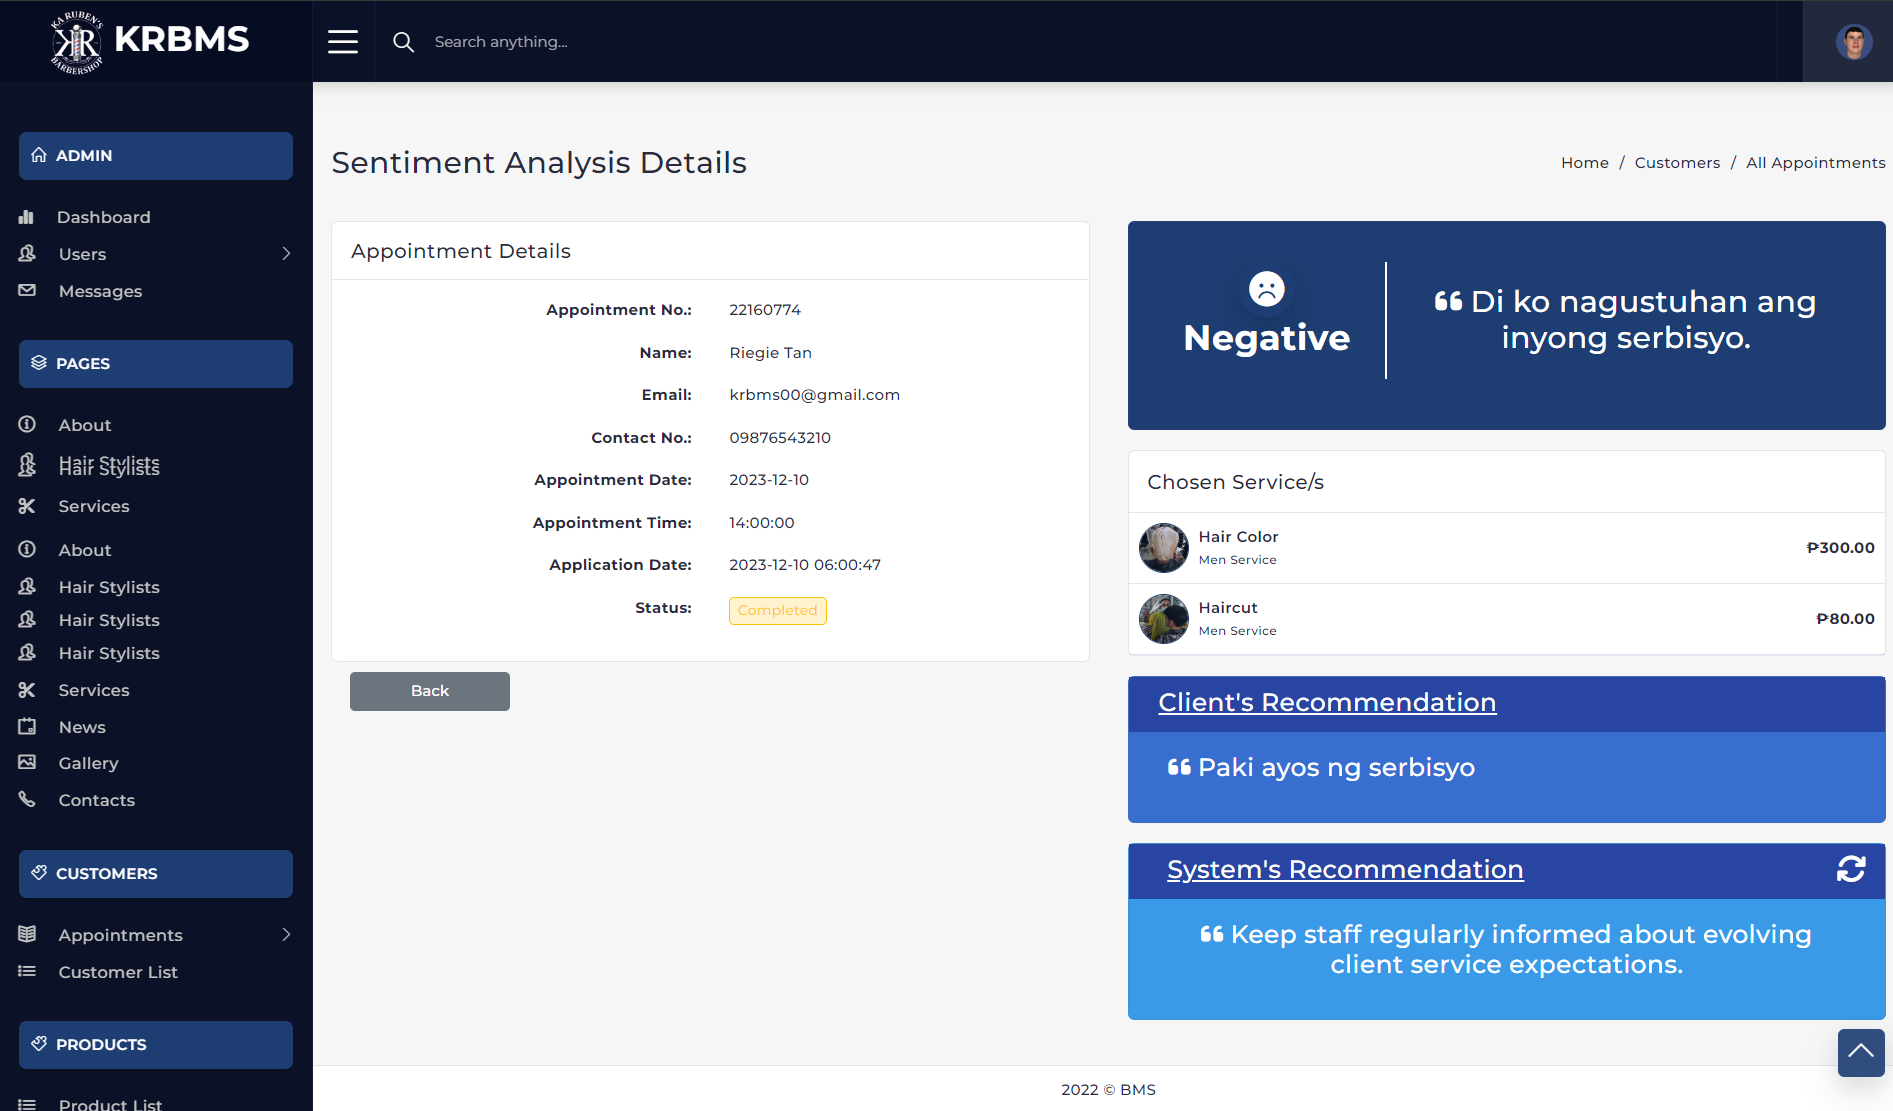 KA RUBEN'S
KR
BARBERSHOP
KRBMS
Search anything...
ADMIN
Dashboard
Users
Messages
PAGES
About
Hair Stylists
Hair Stylists
Services
About
Hair Stylists
Hair Stylists
Hair Stylists
Services
News
Gallery
Contacts
CUSTOMERS
Appointments
Customer List
PRODUCTS
Product List
Sentiment Analysis Details
Home / Customers / All Appointments
Appointment Details
Appointment No.: 22160774
Name: Riegie Tan
Email: krbms00@gmail.com
Contact No.: 09876543210
Appointment Date: 2023-12-10
Appointment Time: 14:00:00
Application Date: 2023-12-10 06:00:47
Status: Completed
Back
Negative
❝ Di ko nagustuhan ang
inyong serbisyo.
Chosen Service/s
Hair Color
Men Service
₱300.00
Haircut
Men Service
₱80.00
Client's Recommendation
❝ Paki ayos ng serbisyo
System's Recommendation
❝ Keep staff regularly informed about evolving
client service expectations.
2022 © BMS